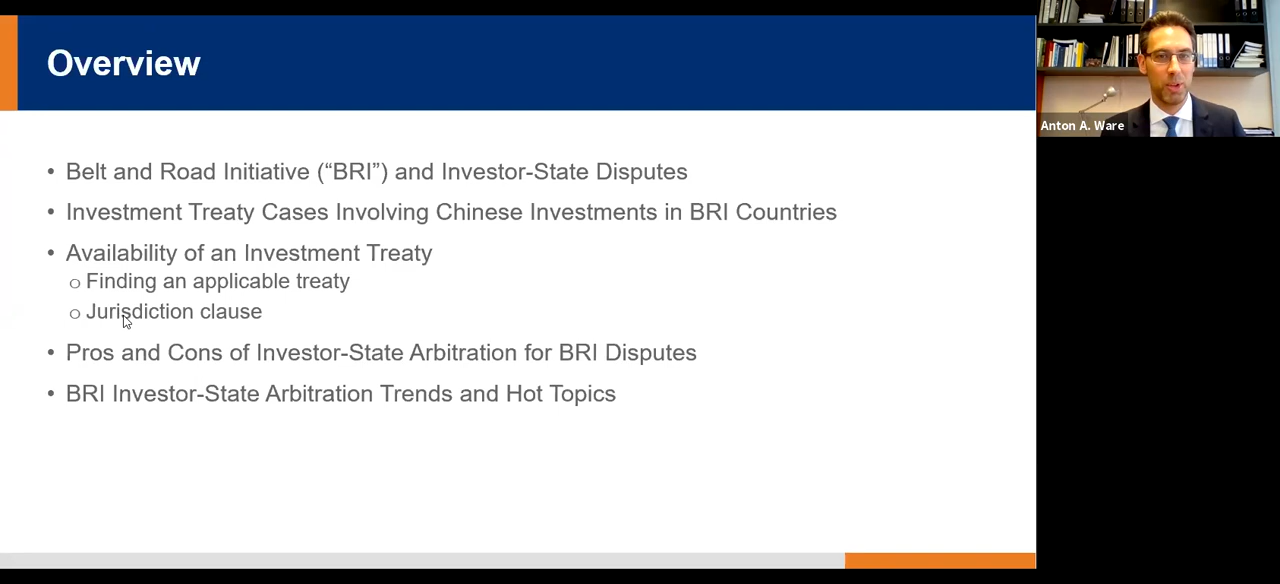 Overview
• Belt and Road Initiative (“BRI”) and Investor-State Disputes
• Investment Treaty Cases Involving Chinese Investments in BRI Countries
• Availability of an Investment Treaty
o Finding an applicable treaty
o Jurisdiction clause
• Pros and Cons of Investor-State Arbitration for BRI Disputes
• BRI Investor-State Arbitration Trends and Hot Topics
Anton A. Ware